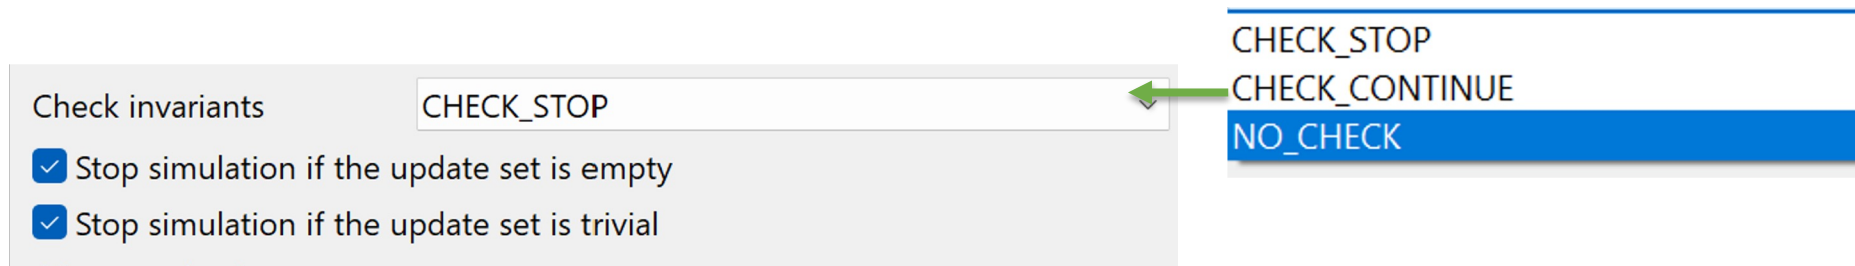 Check invariants
CHECK_STOP
Stop simulation if the update set is empty
Stop simulation if the update set is trivial
CHECK_STOP
CHECK_CONTINUE
NO_CHECK